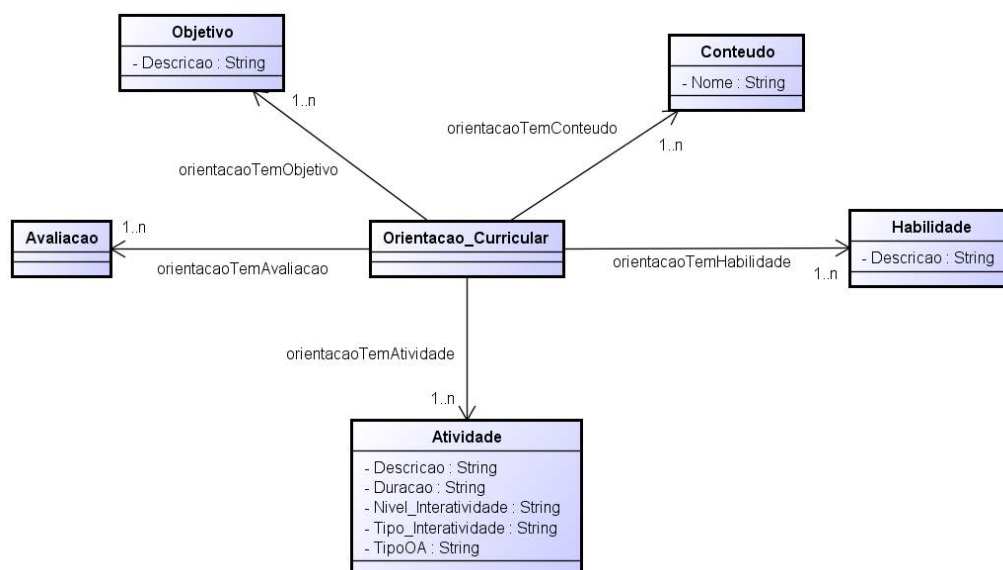 Objetivo
- Descricao : String
1..n
orientacaoTemObjetivo
Conteudo
- Nome : String
orientacaoTemConteudo
1..n
Avaliacao
1..n
orientacaoTemAvaliacao
Orientacao_Curricular
Habilidade
- Descricao : String
orientacaoTemHabilidade
1..n
orientacaoTemAtividade
1..n
Atividade
- Descricao : String
- Duracao : String
- Nivel_Interatividade : String
- Tipo_Interatividade : String
- TipoOA : String